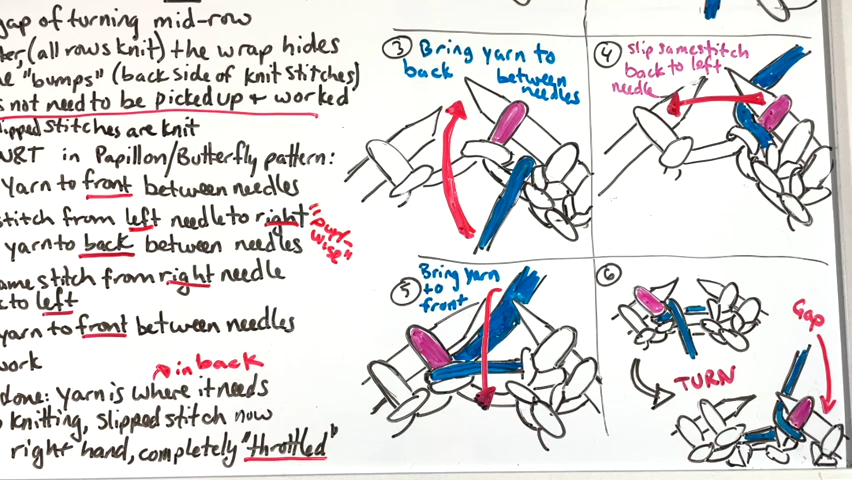 gap of turning mid-row
(all rows knit) the wrap hides
"bumps" (back side of knit stitches)
not need to be picked up & worked
slipped stitches are knit
in Papillon/Butterfly pattern:
yarn to front between needles
stitch from left needle to right "purl-wise"
yarn to back between needles
same stitch from right needle
to left
yarn to front between needles
work
in back
done: yarn is where it needs
knitting, slipped stitch now
right hand, completely "throttled"
3 Bring yarn to
back between
needles
4 slip same stitch
back to left
needle
5 Bring yarn
to
front
6
TURN
Gap